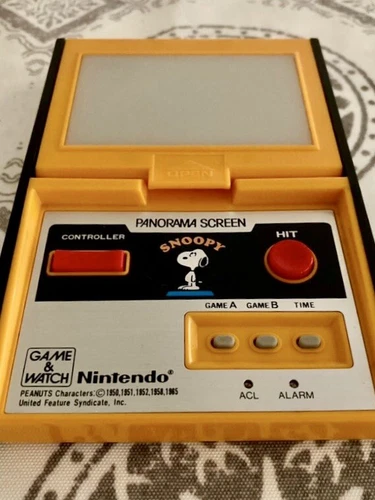 OPEN
PANORAMA SCREEN
CONTROLLER
SNOOPY
HIT
GAME A GAME B TIME
GAME
& WATCH
Nintendo®
ACL ALARM
PEANUTS Characters:© 1950,1951,1952,1958,1965
United Feature Syndicate, Inc.